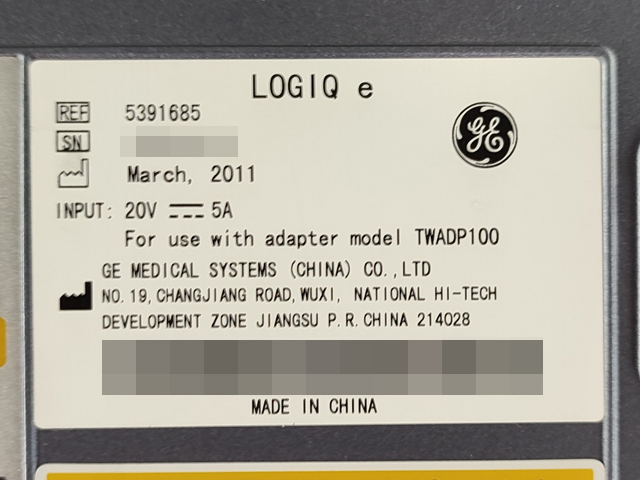 LOGIQ e
REF 5391685
SN
March, 2011
GE
INPUT: 20V 5A
For use with adapter model TWADP100
GE MEDICAL SYSTEMS (CHINA) CO.,LTD
NO.19,CHANGJIANG ROAD,WUXI, NATIONAL HI-TECH
DEVELOPMENT ZONE JIANGSU P.R.CHINA 214028
MADE IN CHINA